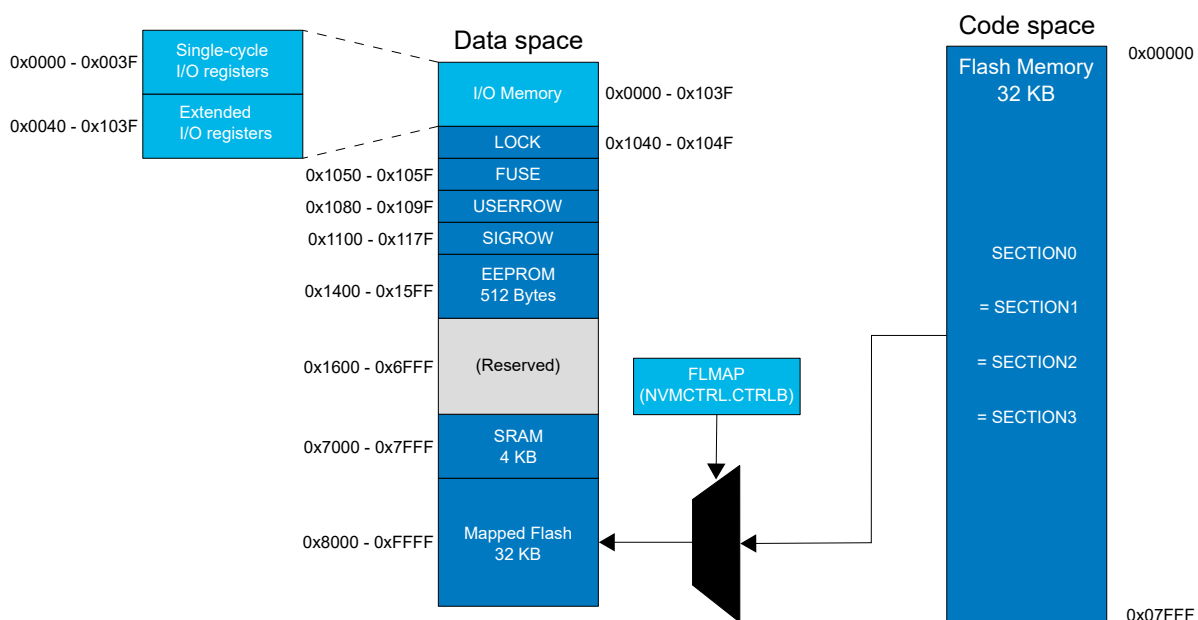 Data space
Code space
0x0000 - 0x003F
Single-cycle
I/O registers
0x0040 - 0x103F
Extended
I/O registers
I/O Memory
0x0000 - 0x103F
LOCK
0x1040 - 0x104F
0x1050 - 0x105F
FUSE
0x1080 - 0x109F
USERROW
0x1100 - 0x117F
SIGROW
0x1400 - 0x15FF
EEPROM
512 Bytes
0x1600 - 0x6FFF
(Reserved)
0x7000 - 0x7FFF
SRAM
4 KB
0x8000 - 0xFFFF
Mapped Flash
32 KB
FLMAP
(NVMCTRL.CTRLB)
Flash Memory
32 KB
0x00000
SECTION0
= SECTION1
= SECTION2
= SECTION3
0x07FFF